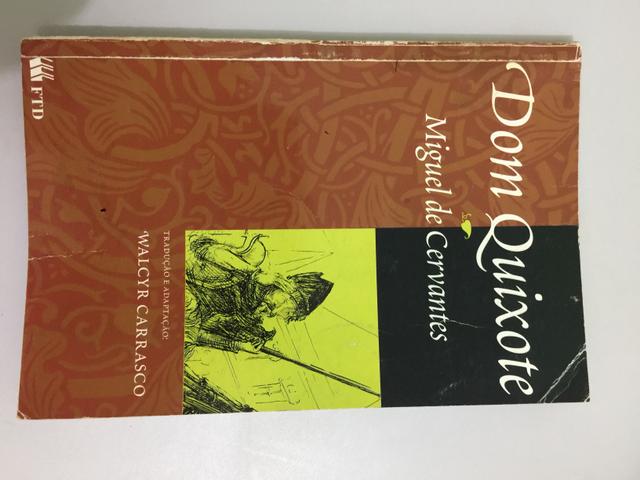 Dom Quixote
Miguel de Cervantes
TRADUÇÃO E ADAPTAÇÃO:
WALCYR CARRASCO
FTD